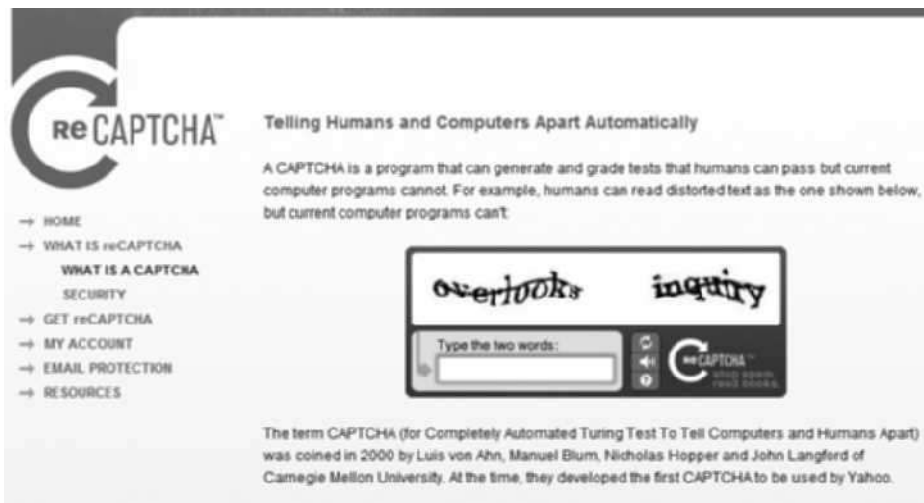 reCAPTCHA™
Telling Humans and Computers Apart Automatically
A CAPTCHA is a program that can generate and grade tests that humans can pass but current
computer programs cannot. For example, humans can read distorted text as the one shown below,
but current computer programs can't:
HOME
WHAT IS reCAPTCHA
WHAT IS A CAPTCHA
SECURITY
GET reCAPTCHA
MY ACCOUNT
EMAIL PROTECTION
RESOURCES
overlooks inquiry
Type the two words:
reCAPTCHA™
stop spam.
read books.
The term CAPTCHA (for Completely Automated Turing Test To Tell Computers and Humans Apart)
was coined in 2000 by Luis von Ahn, Manuel Blum, Nicholas Hopper and John Langford of
Carnegie Mellon University. At the time, they developed the first CAPTCHA to be used by Yahoo.